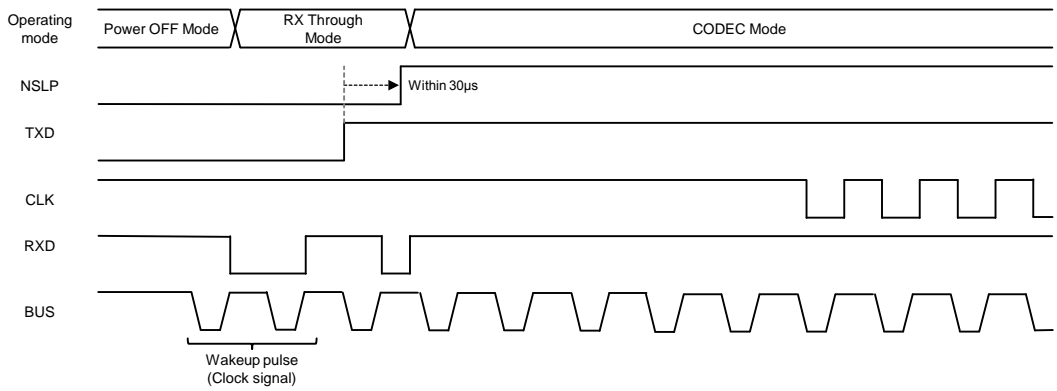 Operating
mode
Power OFF Mode
RX Through
Mode
CODEC Mode
NSLP
Within 30µs
TXD
CLK
RXD
BUS
Wakeup pulse
(Clock signal)